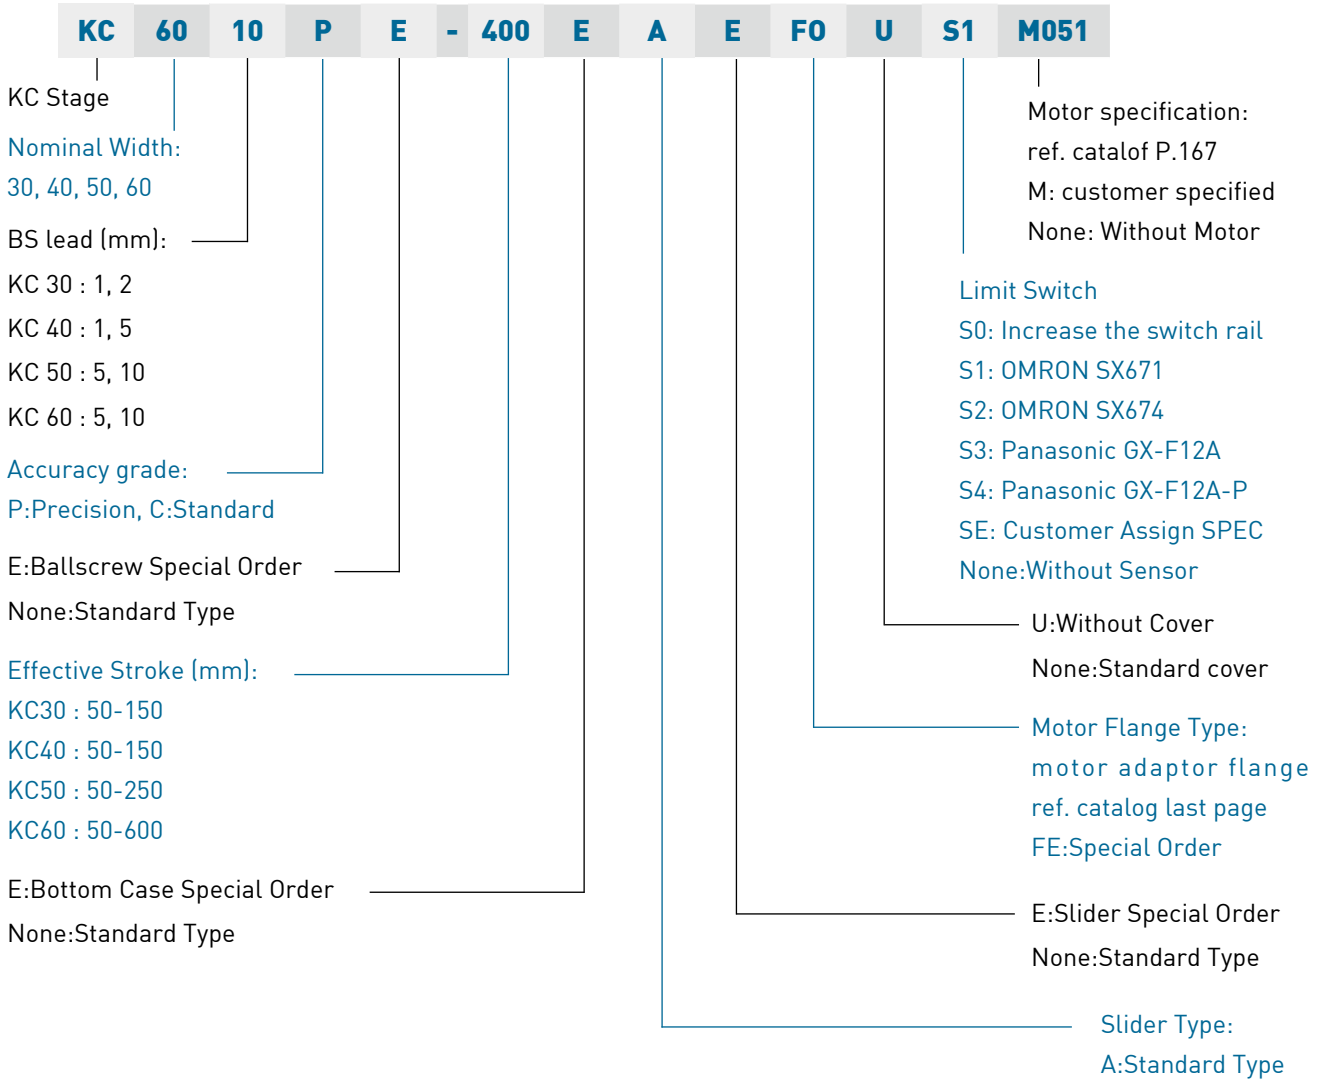 KC 60 10 P E - 400 E A E F0 U S1 M051
KC Stage
Nominal Width:
30, 40, 50, 60
BS lead (mm):
KC 30 : 1, 2
KC 40 : 1, 5
KC 50 : 5, 10
KC 60 : 5, 10
Accuracy grade:
P:Precision, C:Standard
E:Ballscrew Special Order
None:Standard Type
Effective Stroke (mm):
KC30 : 50-150
KC40 : 50-150
KC50 : 50-250
KC60 : 50-600
E:Bottom Case Special Order
None:Standard Type
Motor specification:
ref. catalof P.167
M: customer specified
None: Without Motor
Limit Switch
S0: Increase the switch rail
S1: OMRON SX671
S2: OMRON SX674
S3: Panasonic GX-F12A
S4: Panasonic GX-F12A-P
SE: Customer Assign SPEC
None:Without Sensor
U:Without Cover
None:Standard cover
Motor Flange Type:
motor adaptor flange
ref. catalog last page
FE:Special Order
E:Slider Special Order
None:Standard Type
Slider Type:
A:Standard Type